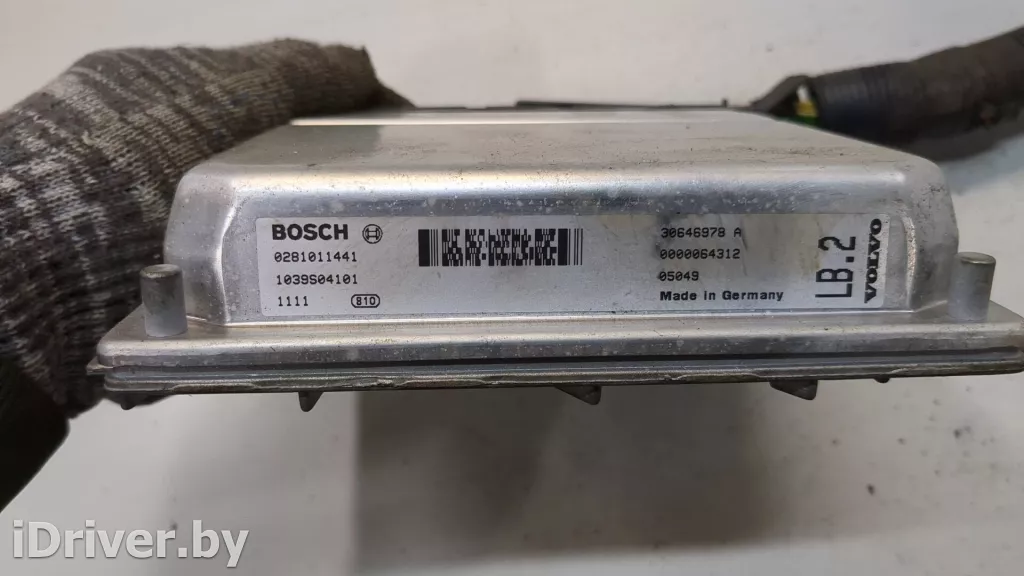 BOSCH
0281011441
1039S04101
1111 810
30646978 A
0000064312
05049
Made in Germany
LB.2
VOLVO
iDriver.by